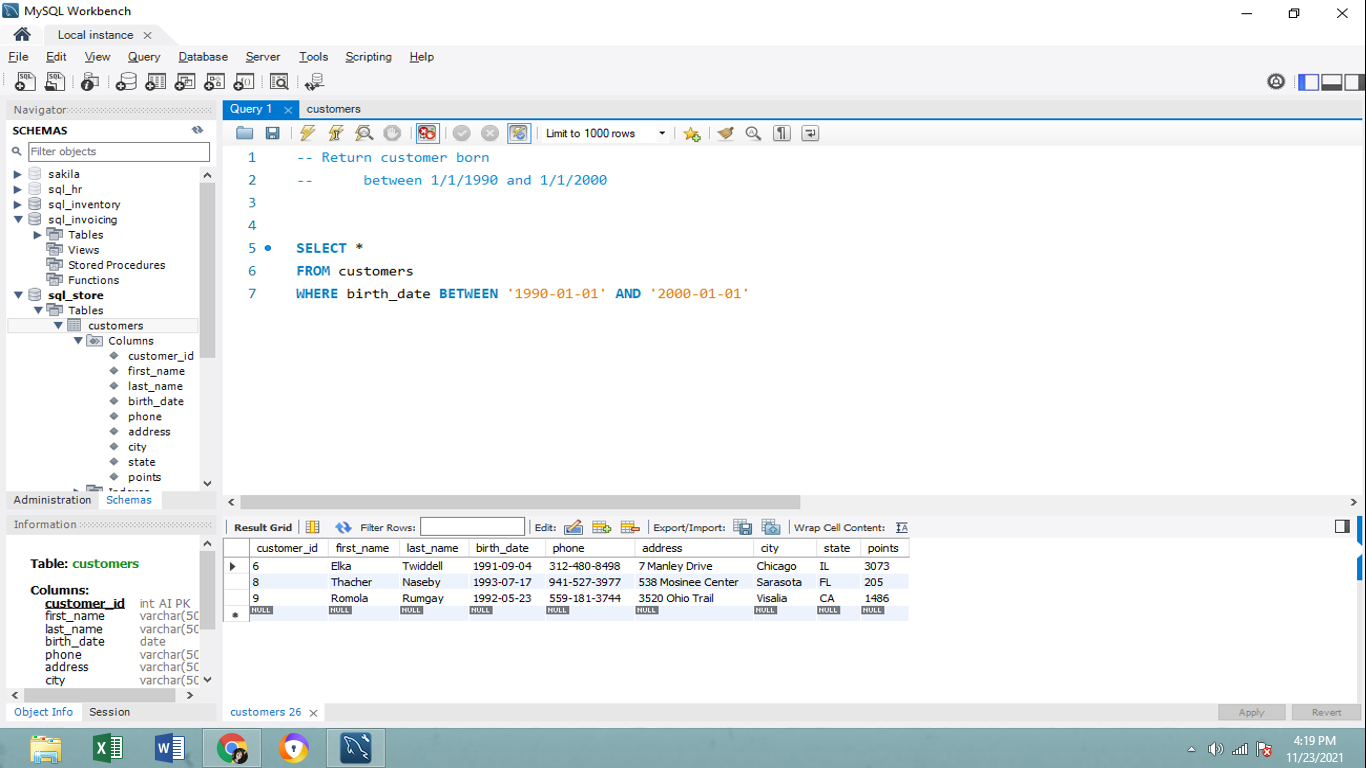 MySQL Workbench
Local instance
File Edit View Query Database Server Tools Scripting Help
Navigator
SCHEMAS
Filter objects
sakila
sql_hr
sql_inventory
sql_invoicing
Tables
Views
Stored Procedures
Functions
sql_store
Tables
customers
Columns
customer_id
first_name
last_name
birth_date
phone
address
city
state
points
Administration Schemas
Information
Table: customers
Columns:
customer_id int AI PK
first_name varchar(50
last_name varchar(50
birth_date date
phone varchar(50
address varchar(50
city varchar(50
Object Info Session
Query 1 customers
Limit to 1000 rows
1 -- Return customer born
2 -- between 1/1/1990 and 1/1/2000
3
4
5 SELECT *
6 FROM customers
7 WHERE birth_date BETWEEN '1990-01-01' AND '2000-01-01'
Result Grid Filter Rows: Edit: Export/Import: Wrap Cell Content:
customer_id first_name last_name birth_date phone address city state points
6 Elka Twiddell 1991-09-04 312-480-8498 7 Manley Drive Chicago IL 3073
8 Thacher Naseby 1993-07-17 941-527-3977 538 Mosinee Center Sarasota FL 205
9 Romola Rumgay 1992-05-23 559-181-3744 3520 Ohio Trail Visalia CA 1486
NULL NULL NULL NULL NULL NULL NULL NULL NULL
customers 26
Apply Revert
4:19 PM
11/23/2021